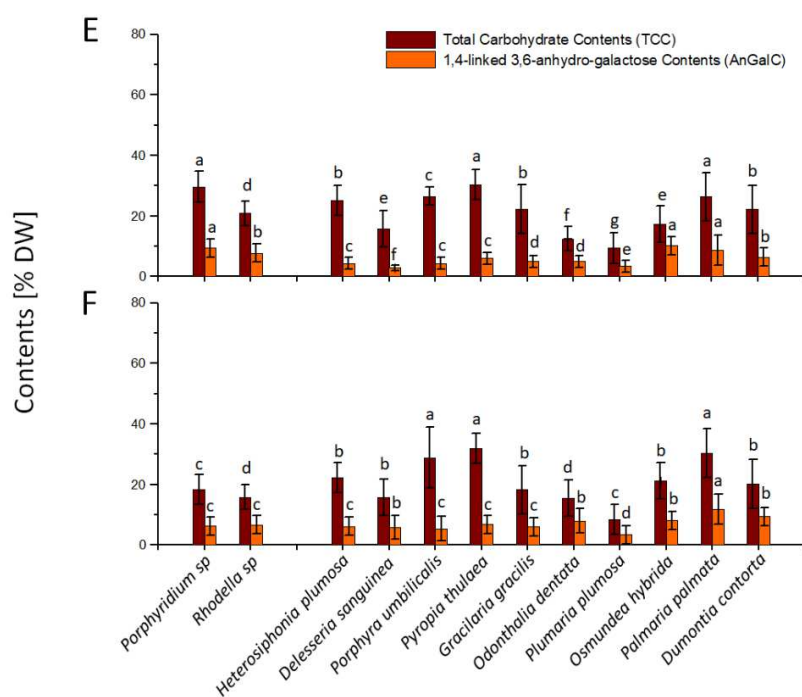 E
80
60
40
20
0
Total Carbohydrate Contents (TCC)
1,4-linked 3,6-anhydro-galactose Contents (AnGalC)
a a d b b c e f c c a c b d f d g e e a a a b b
Contents [% DW]
F
80
60
40
20
0
c c d c b c b b a c a c b c d b c d b b a a b b
Porphyridium sp
Rhodella sp
Heterosiphonia plumosa
Delesseria sanguinea
Porphyra umbilicalis
Pyropia thulaea
Gracilaria gracilis
Odonthalia dentata
Plumaria plumosa
Osmundea hybrida
Palmaria palmata
Dumontia contorta